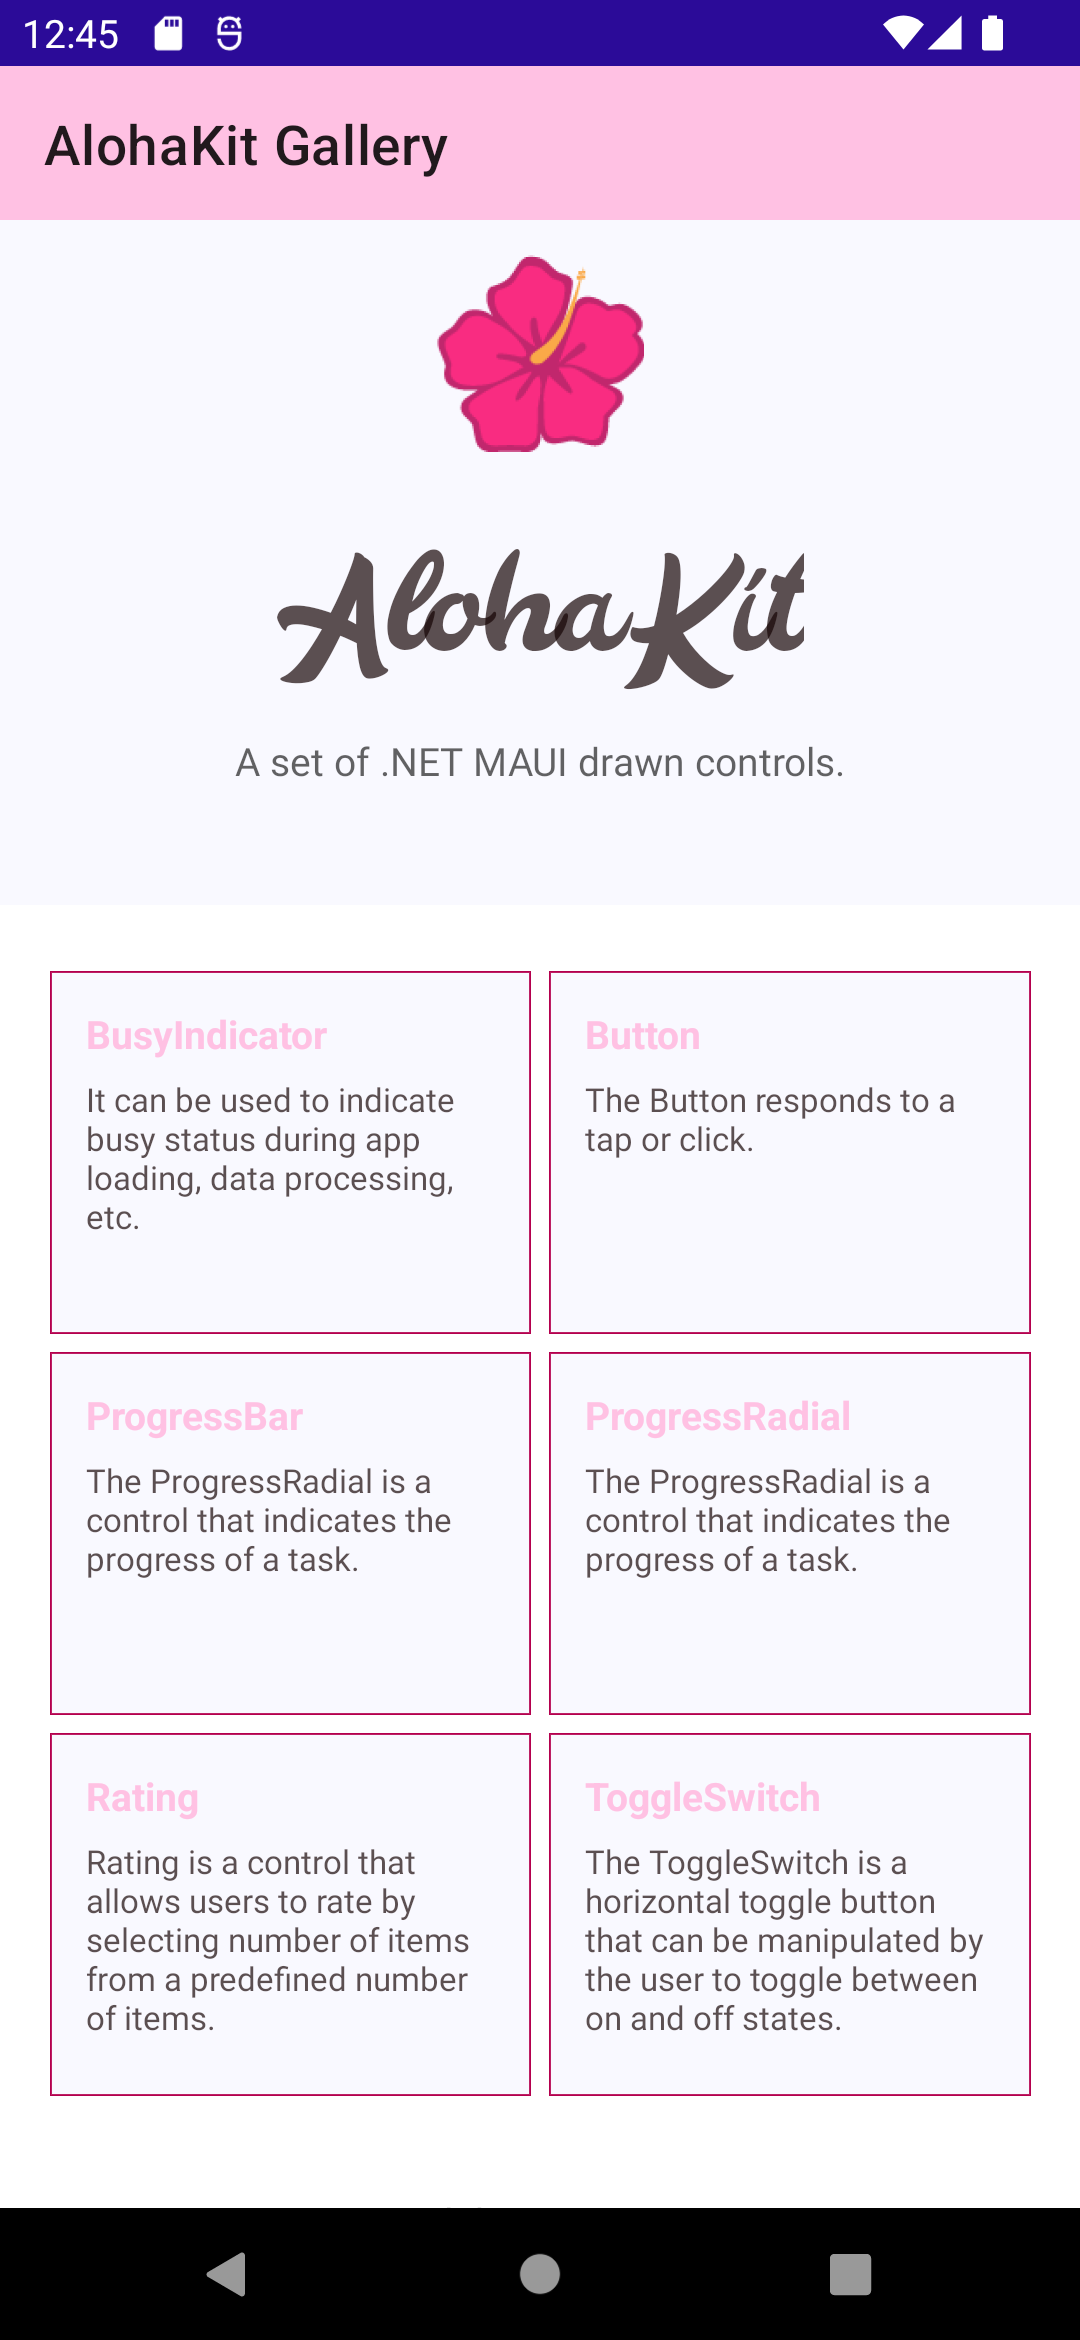 12:45
AlohaKit Gallery
AlohaKit
A set of .NET MAUI drawn controls.
BusyIndicator
It can be used to indicate
busy status during app
loading, data processing,
etc.
Button
The Button responds to a
tap or click.
ProgressBar
The ProgressRadial is a
control that indicates the
progress of a task.
ProgressRadial
The ProgressRadial is a
control that indicates the
progress of a task.
Rating
Rating is a control that
allows users to rate by
selecting number of items
from a predefined number
of items.
ToggleSwitch
The ToggleSwitch is a
horizontal toggle button
that can be manipulated by
the user to toggle between
on and off states.